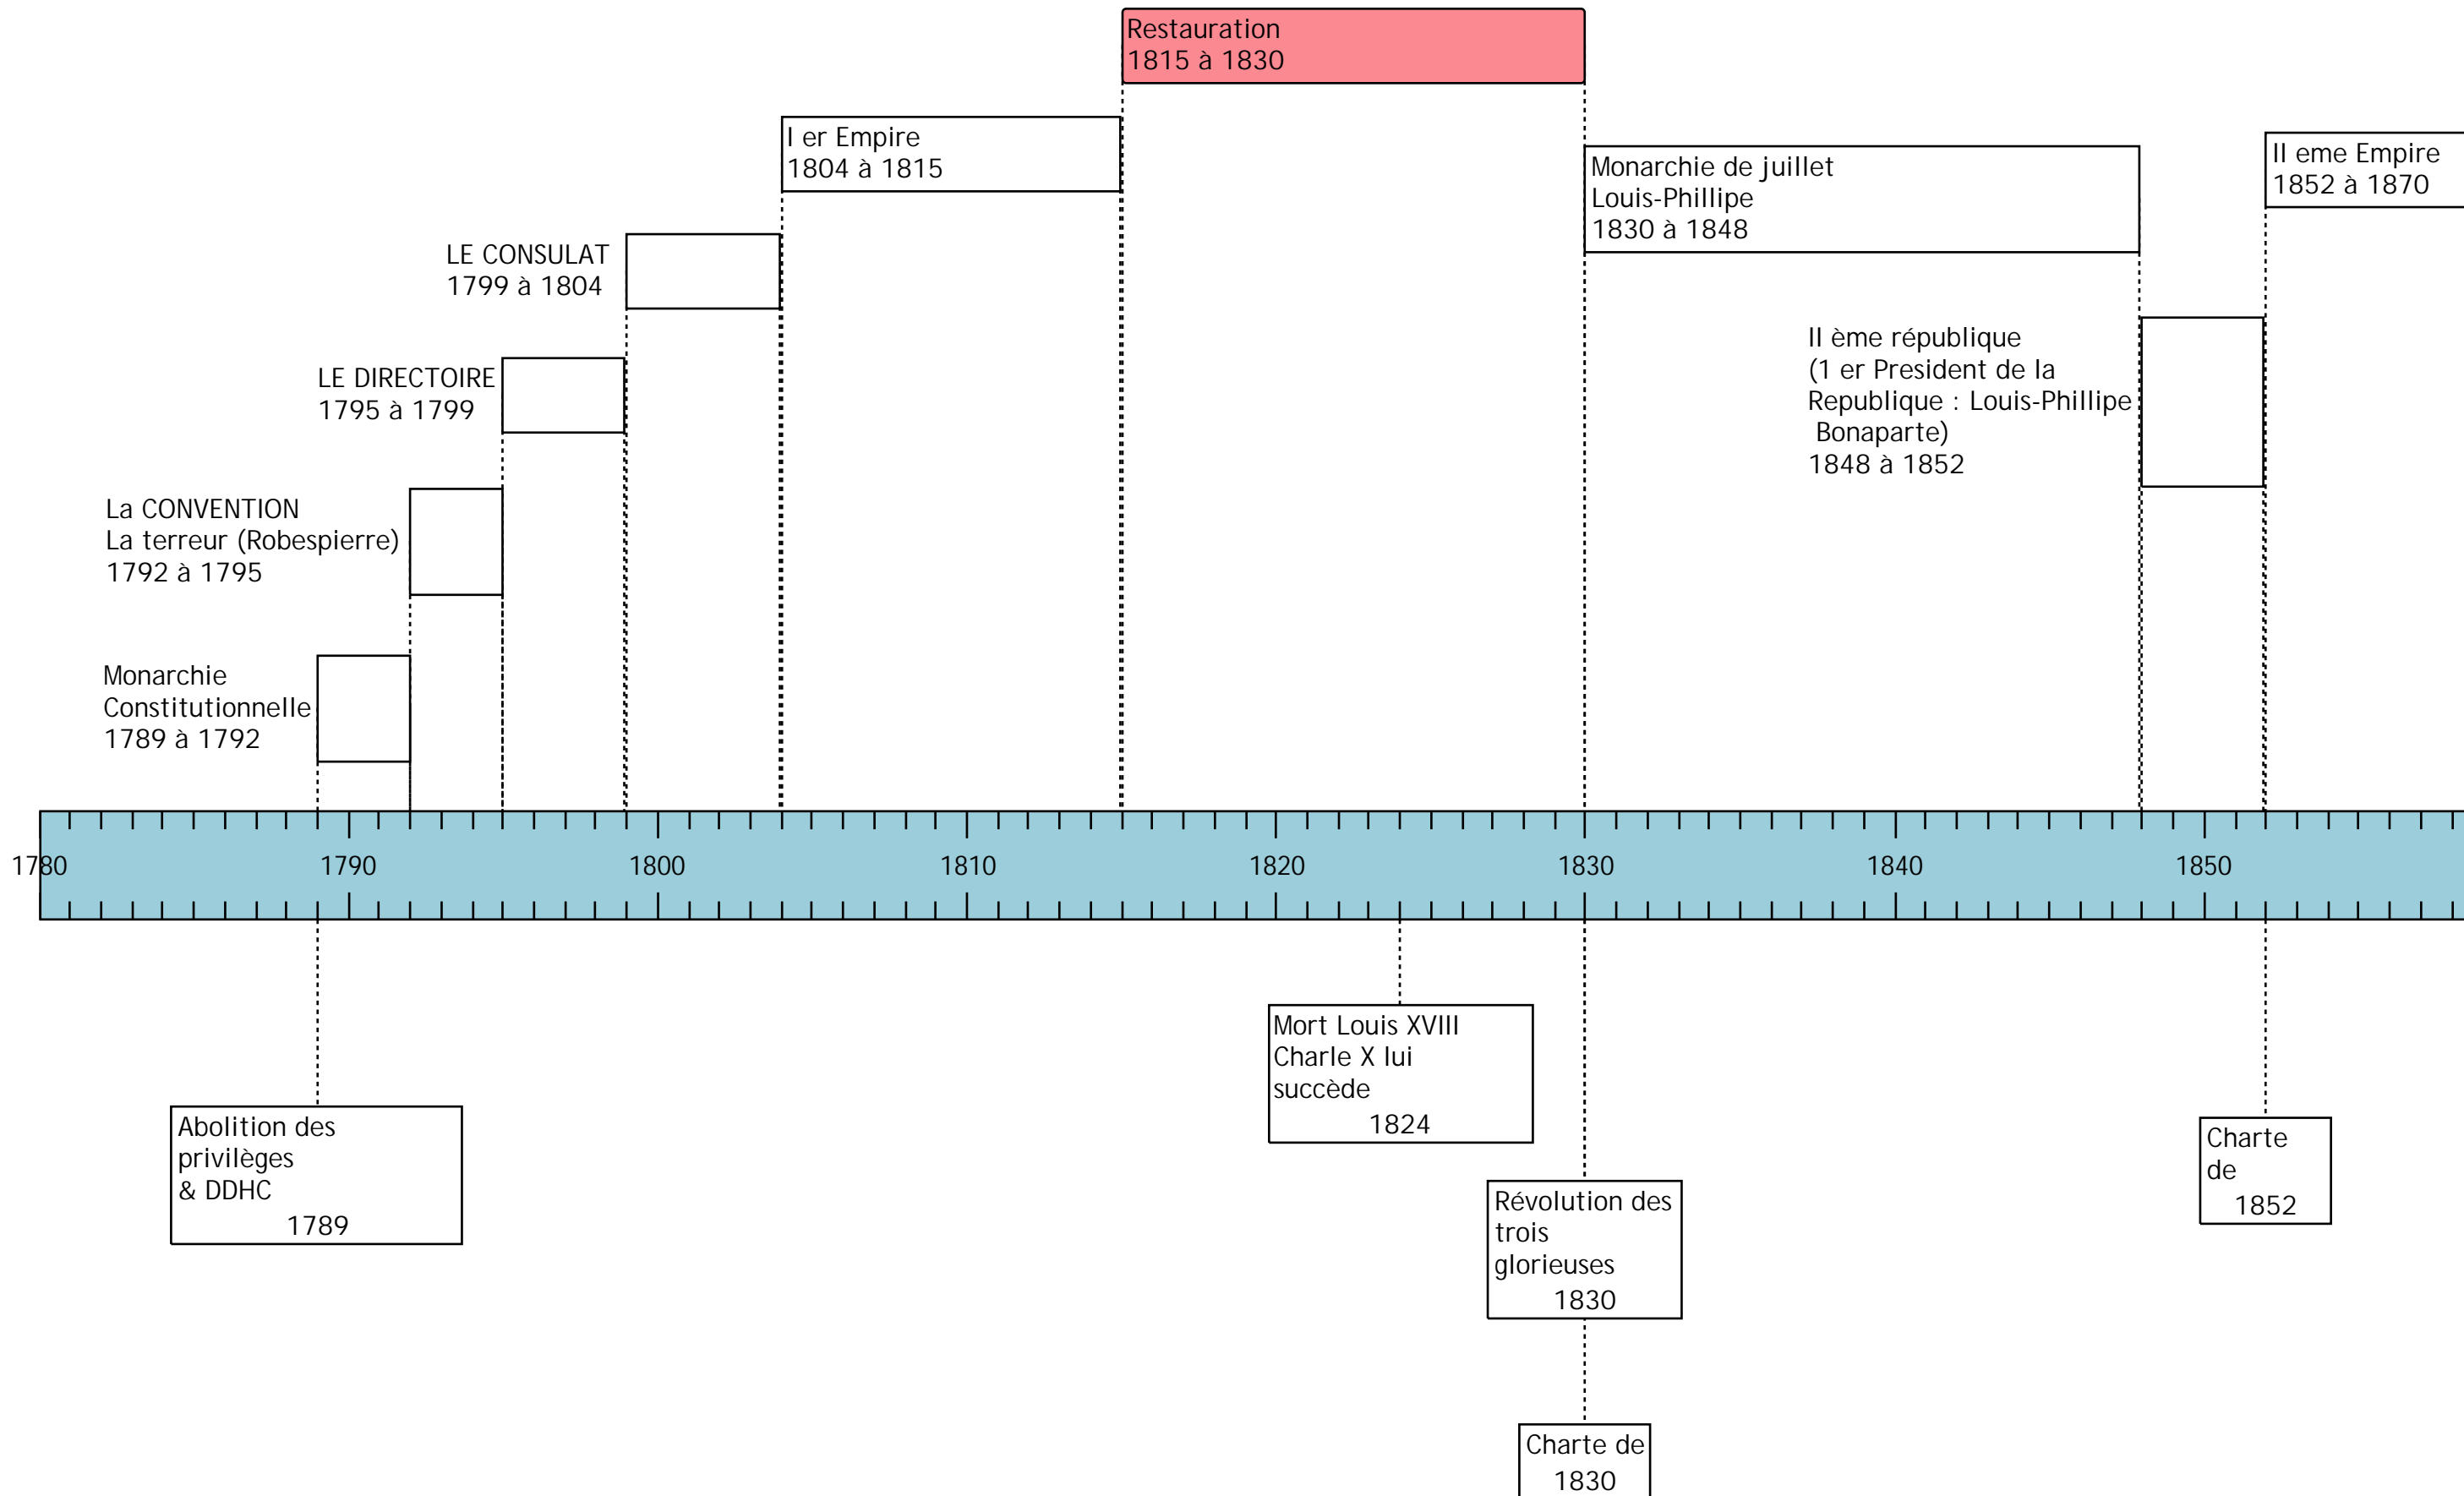 Restauration
1815 à 1830
I er Empire
1804 à 1815
Monarchie de juillet
Louis-Phillipe
1830 à 1848
II eme Empire
1852 à 1870
LE CONSULAT
1799 à 1804
II ème république
(1 er President de la
Republique : Louis-Phillipe
Bonaparte)
1848 à 1852
LE DIRECTOIRE
1795 à 1799
La CONVENTION
La terreur (Robespierre)
1792 à 1795
Monarchie
Constitutionnelle
1789 à 1792
1780 1790 1800 1810 1820 1830 1840 1850
Mort Louis XVIII
Charle X lui
succède
1824
Abolition des
privilèges
& DDHC
1789
Charte
de
1852
Révolution des
trois
glorieuses
1830
Charte de
1830